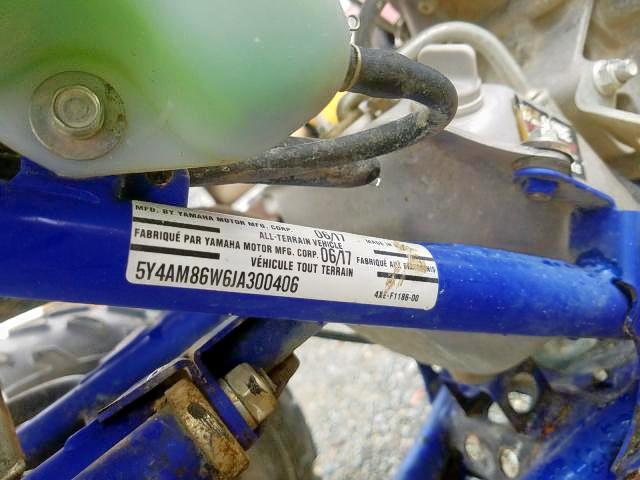 MFD. BY YAMAHA MOTOR MFG. CORP. 06/17
ALL-TERRAIN VEHICLE MADE IN
FABRIQUÉ PAR YAMAHA MOTOR MFG. CORP. 06/17
VÉHICULE TOUT TERRAIN FABRIQUÉ
5Y4AM86W6JA300406
4XE-F1186-00